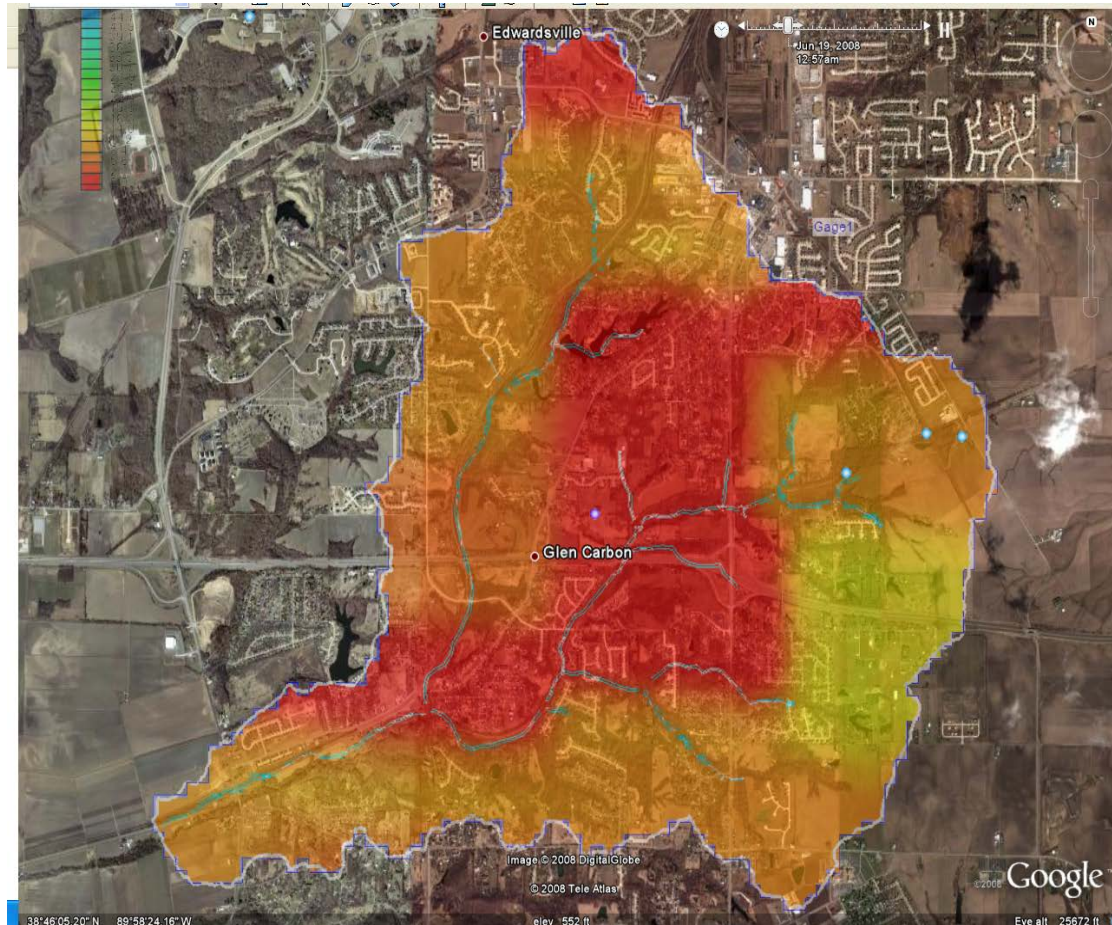 Edwardsville
Jun 19, 2008
12:57am
N
Gage1
Glen Carbon
Image © 2008 DigitalGlobe
© 2008 Tele Atlas
©2008 Google
38°46'05.20" N 89°58'24.16" W elev 552 ft Eye alt 25672 ft